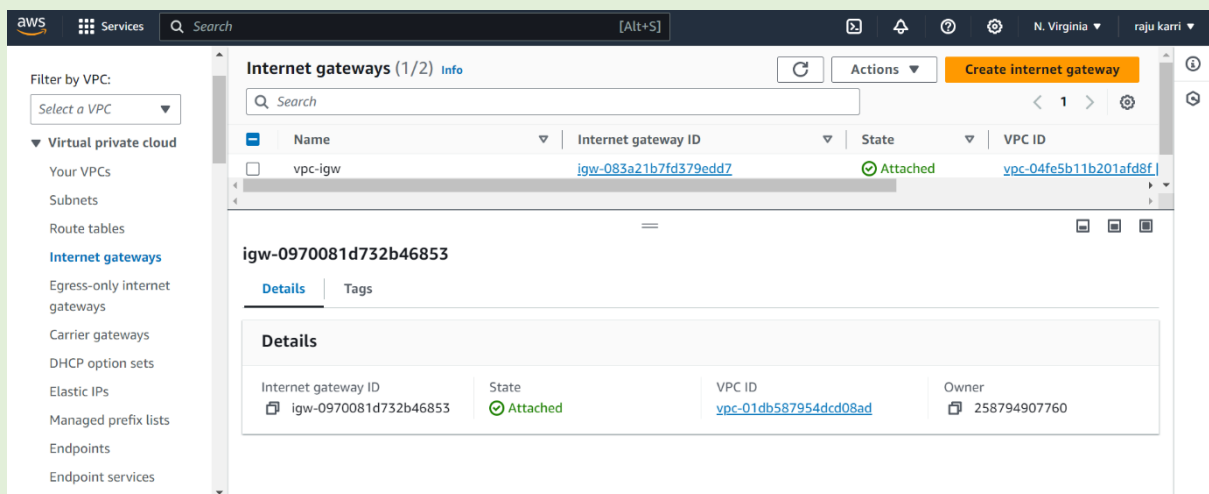 aws Services Search [Alt+S] N. Virginia ▼ raju karri ▼
Filter by VPC:
Select a VPC
Virtual private cloud
Your VPCs
Subnets
Route tables
Internet gateways
Egress-only internet
gateways
Carrier gateways
DHCP option sets
Elastic IPs
Managed prefix lists
Endpoints
Endpoint services
Internet gateways (1/2) Info
Actions ▼ Create internet gateway
Search
1
Name Internet gateway ID State VPC ID
vpc-igw igw-083a21b7fd379edd7 Attached vpc-04fe5b11b201afd8f |
igw-0970081d732b46853
Details Tags
Details
Internet gateway ID State VPC ID Owner
igw-0970081d732b46853 Attached vpc-01db587954dcd08ad 258794907760